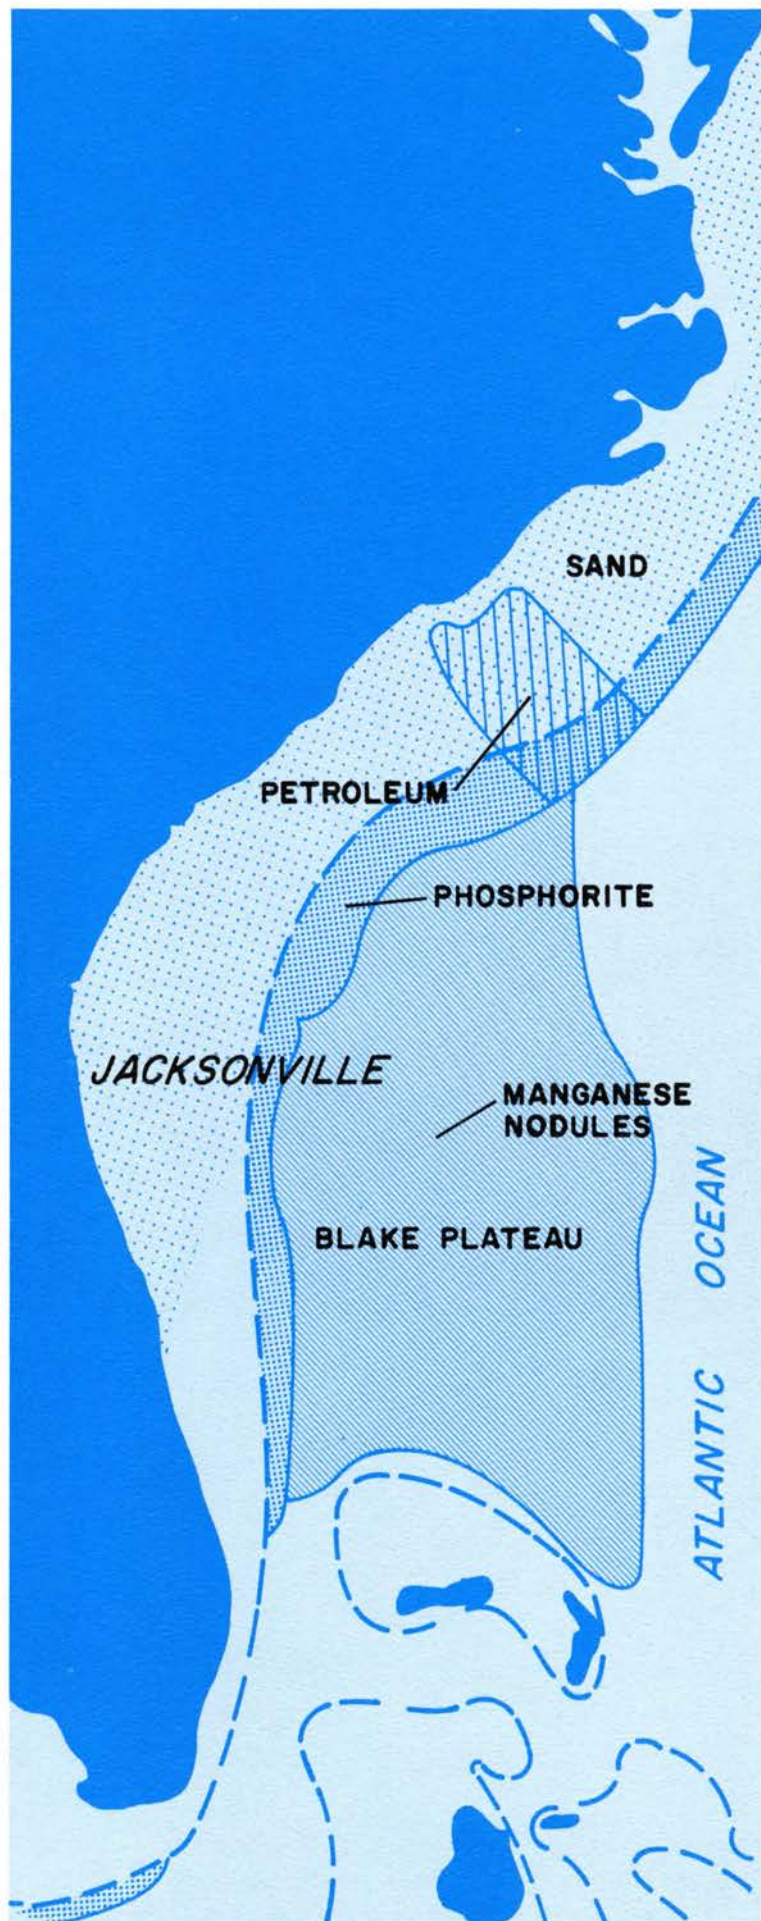 SAND
PETROLEUM
PHOSPHORITE
JACKSONVILLE
MANGANESE
NODULES
BLAKE PLATEAU
ATLANTIC OCEAN